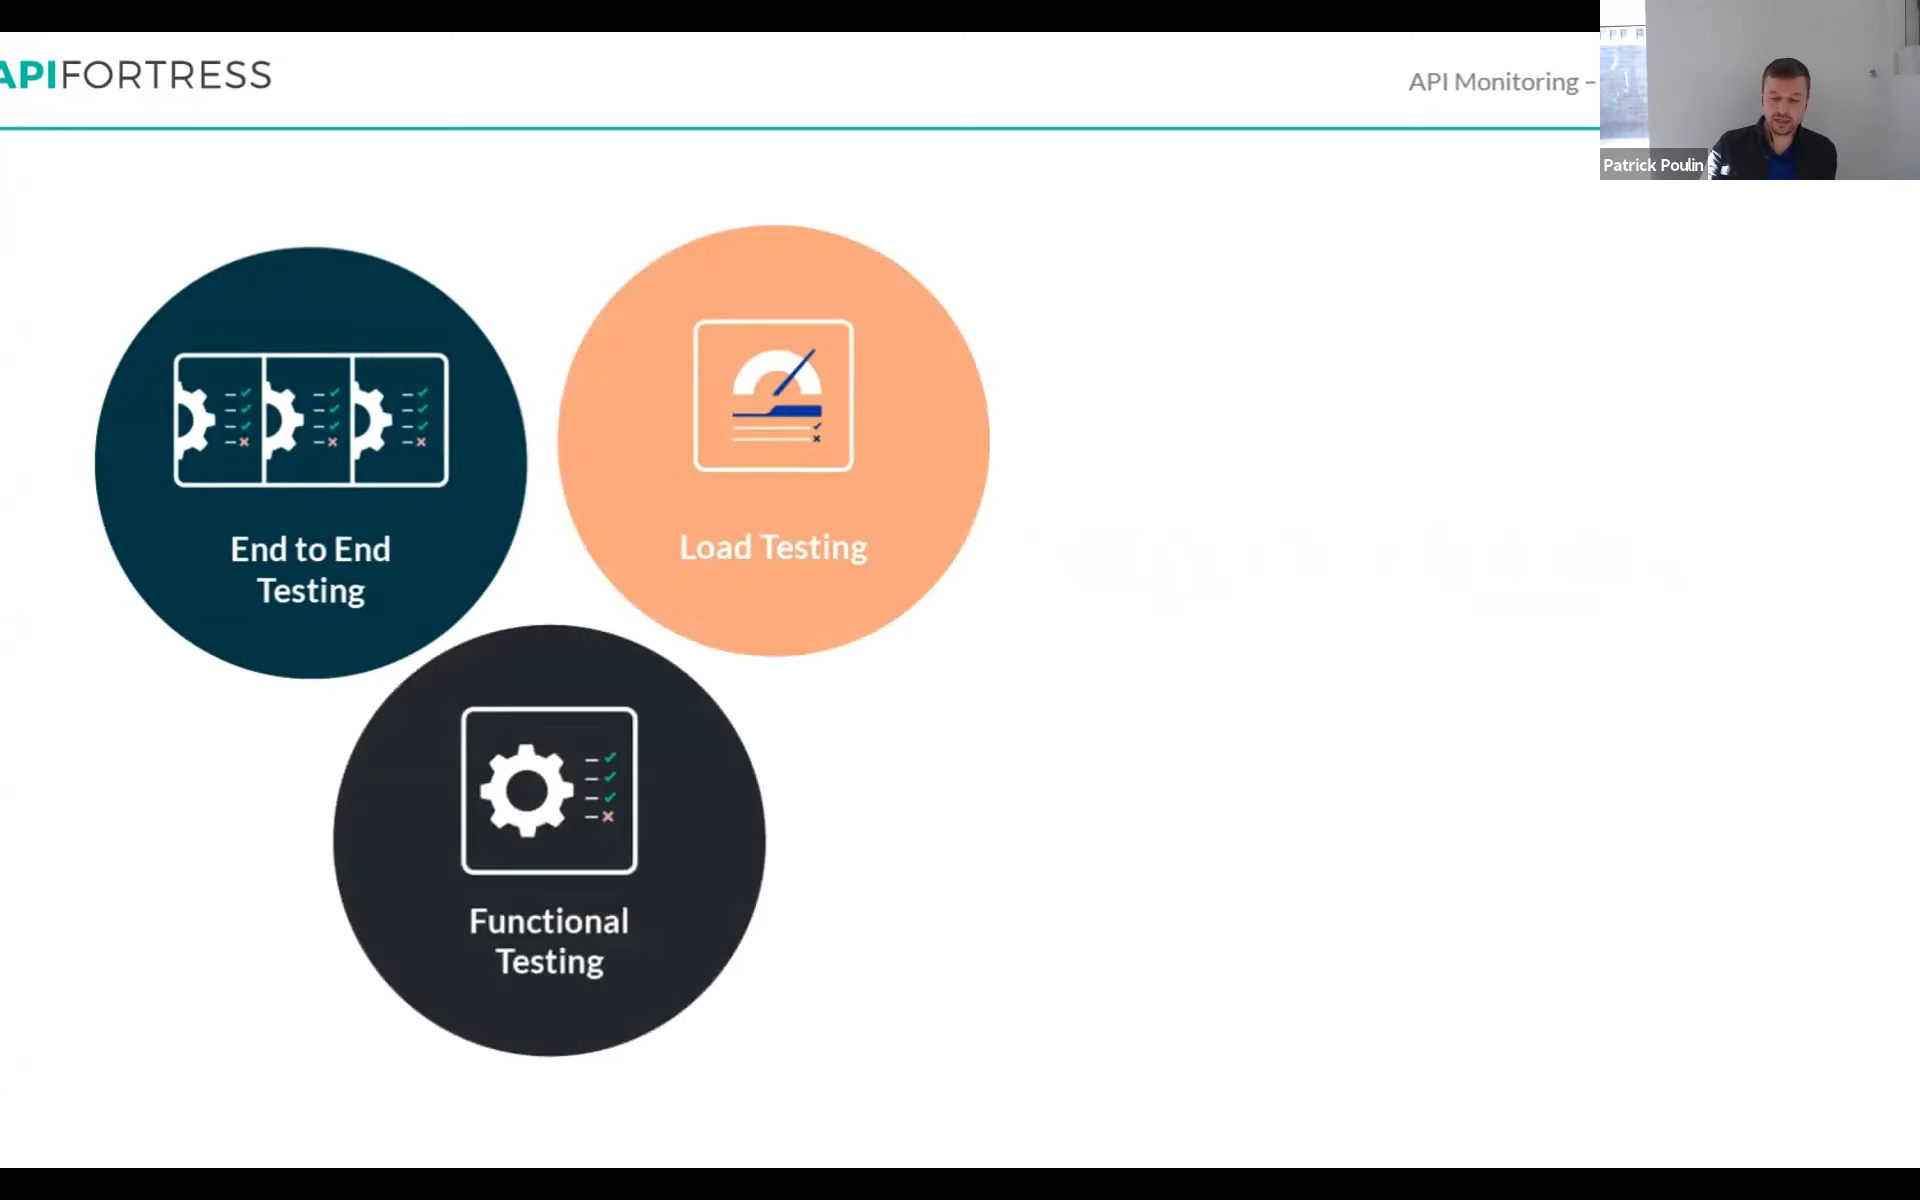 APIFORTRESS
API Monitoring –
Patrick Poulin
End to End
Testing
Load Testing
Functional
Testing